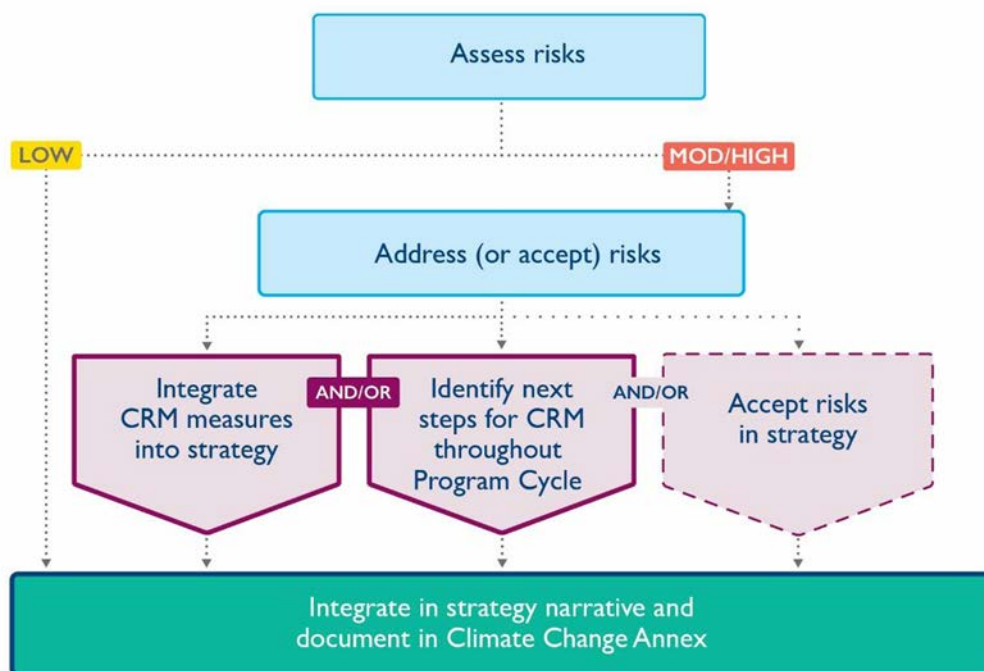 Assess risks
LOW
MOD/HIGH
Address (or accept) risks
Integrate
CRM measures
into strategy
AND/OR
Identify next
steps for CRM
throughout
Program Cycle
AND/OR
Accept risks
in strategy
Integrate in strategy narrative and
document in Climate Change Annex